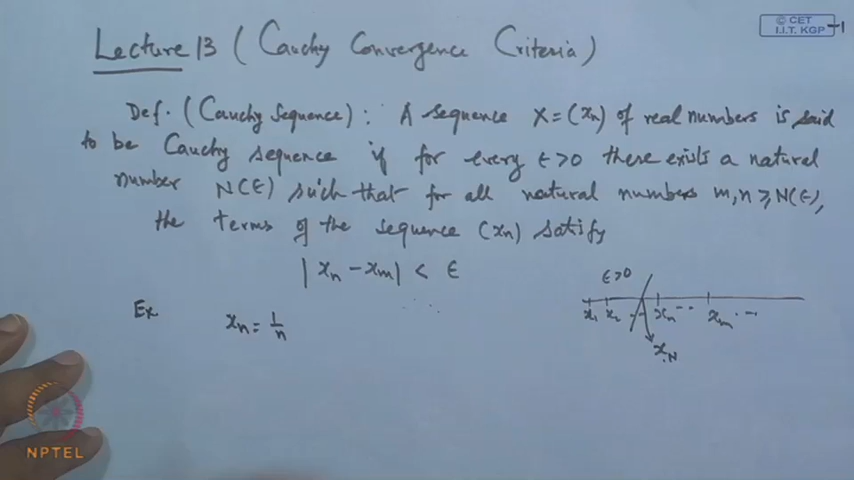 © CET
I.I.T. KGP
Lecture 13 (Cauchy Convergence Criteria)
Def. (Cauchy Sequence): A sequence X=(xn) of real numbers is said
to be Cauchy sequence if for every ϵ>0 there exists a natural
number N(ϵ) such that for all natural numbers m,n ≥ N(ϵ),
the terms of the sequence (xn) satisfy
|xn - xm| < ϵ
ϵ>0
x1 x2 .. xn -- xm . --
xN
Ex xn = 1/n
NPTEL